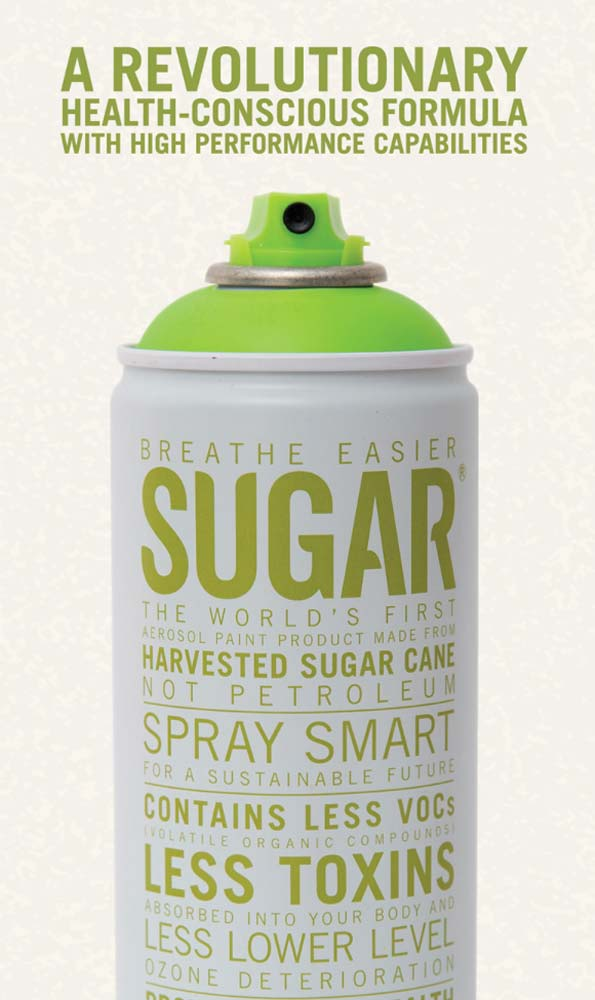 A REVOLUTIONARY
HEALTH-CONSCIOUS FORMULA
WITH HIGH PERFORMANCE CAPABILITIES
BREATHE EASIER
SUGAR®
THE WORLD'S FIRST
AEROSOL PAINT PRODUCT MADE FROM
HARVESTED SUGAR CANE
NOT PETROLEUM
SPRAY SMART
FOR A SUSTAINABLE FUTURE
CONTAINS LESS VOCs
(VOLATILE ORGANIC COMPOUNDS)
LESS TOXINS
ABSORBED INTO YOUR BODY AND
LESS LOWER LEVEL
OZONE DETERIORATION